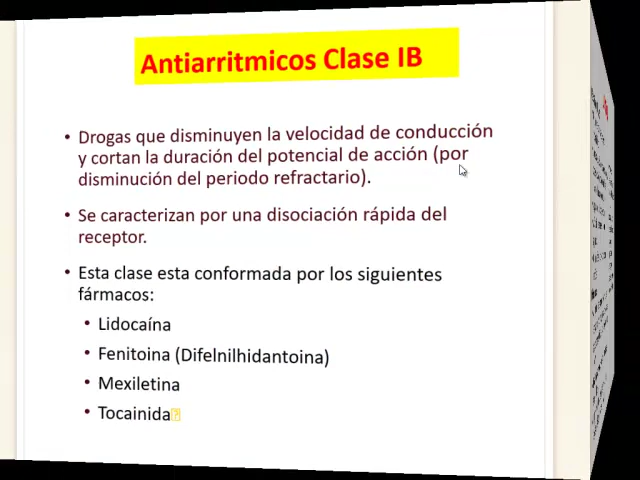 Antiarritmicos Clase IB
• Drogas que disminuyen la velocidad de conducción
y cortan la duración del potencial de acción (por
disminución del periodo refractario).
• Se caracterizan por una disociación rápida del
receptor.
• Esta clase esta conformada por los siguientes
fármacos:
• Lidocaína
• Fenitoina (Difelnilhidantoina)
• Mexiletina
• Tocainida